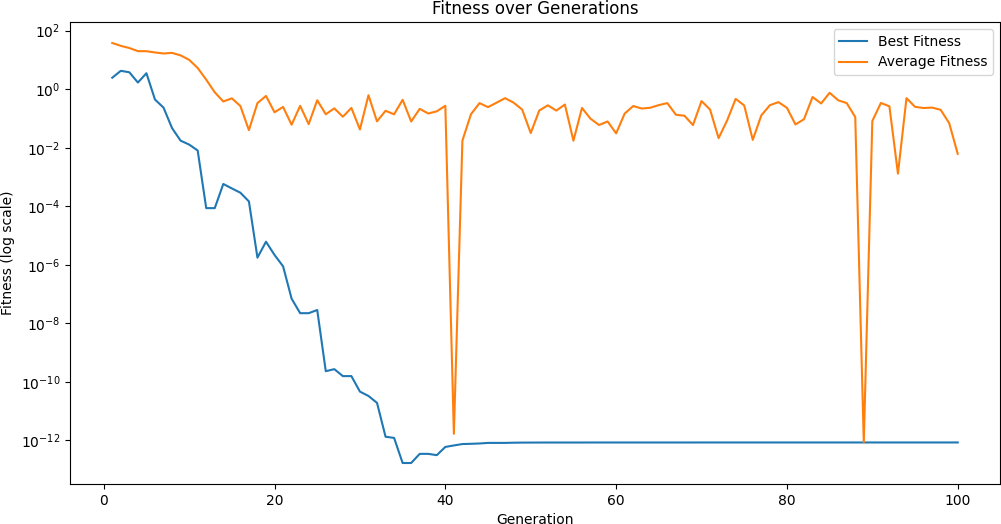 Fitness over Generations
Best Fitness
Average Fitness
Fitness (log scale)
10²
10⁰
10⁻²
10⁻⁴
10⁻⁶
10⁻⁸
10⁻¹⁰
10⁻¹²
0 20 40 60 80 100
Generation